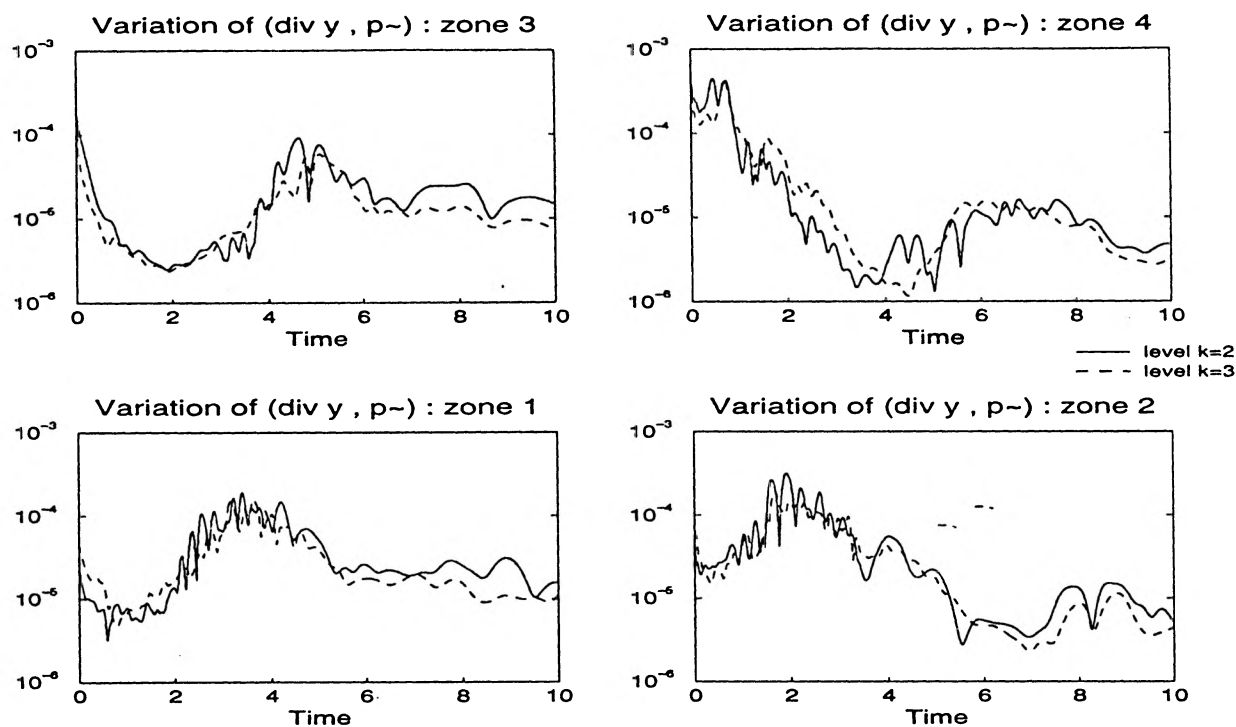 Variation of (div y , p~) : zone 3
10⁻³
10⁻⁴
10⁻⁵
10⁻⁶
0 2 4 6 8 10
Time
Variation of (div y , p~) : zone 4
10⁻³
10⁻⁴
10⁻⁵
10⁻⁶
0 2 4 6 8 10
Time
level k=2
level k=3
Variation of (div y , p~) : zone 1
10⁻³
10⁻⁴
10⁻⁵
10⁻⁶
0 2 4 6 8 10
Time
Variation of (div y , p~) : zone 2
10⁻³
10⁻⁴
10⁻⁵
10⁻⁶
0 2 4 6 8 10
Time